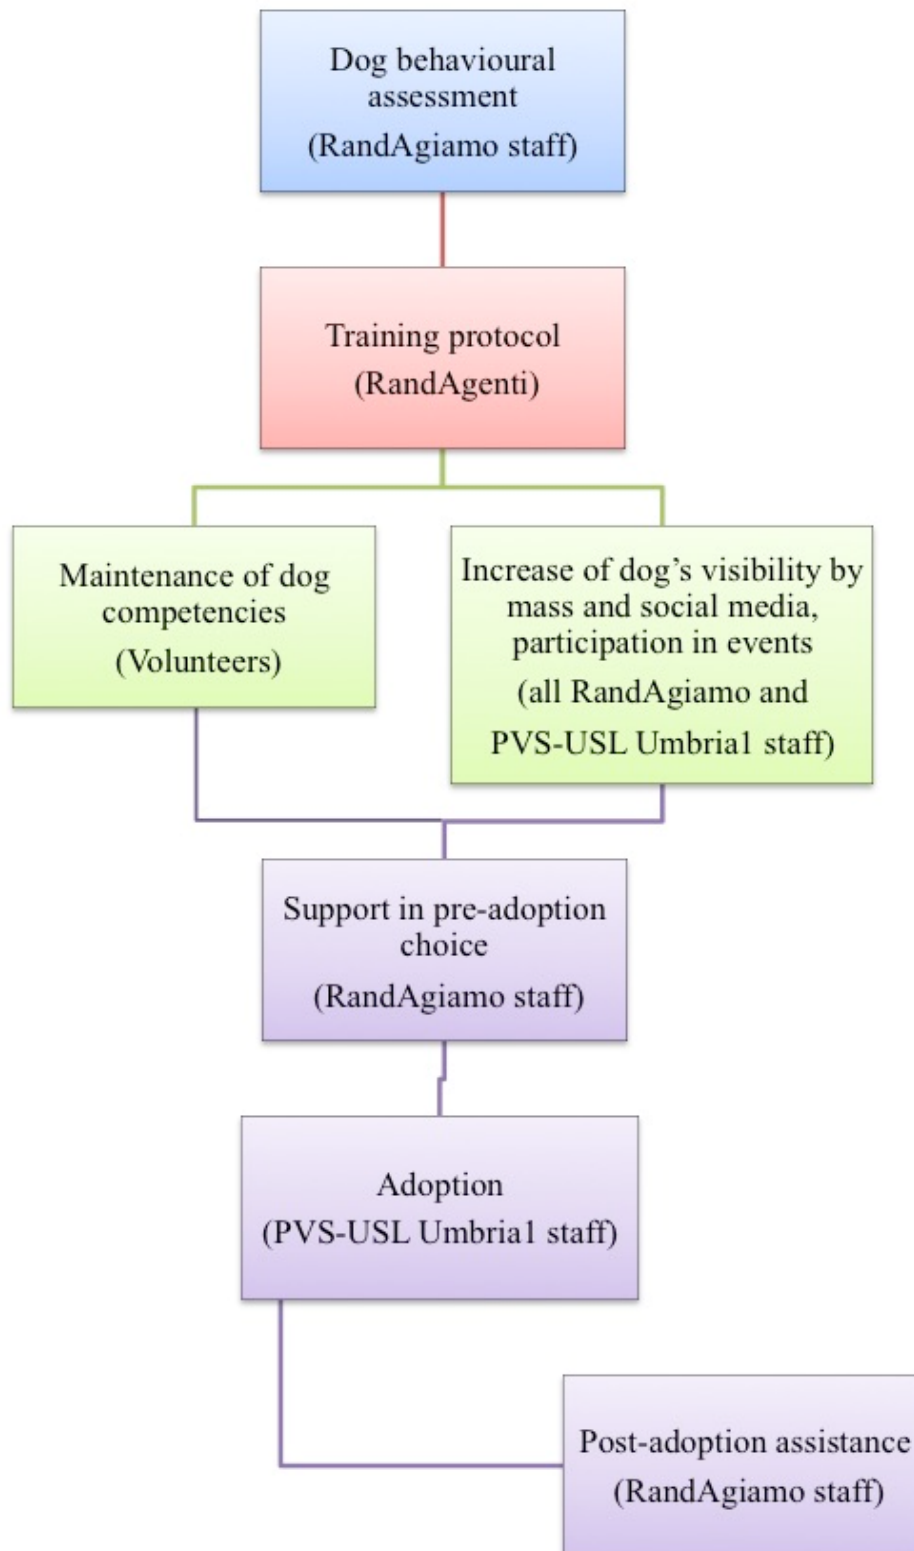 Dog behavioural
assessment
(RandAgiamo staff)
Training protocol
(RandAgenti)
Maintenance of dog
competencies
(Volunteers)
Increase of dog’s visibility by
mass and social media,
participation in events
(all RandAgiamo and
PVS-USL Umbria1 staff)
Support in pre-adoption
choice
(RandAgiamo staff)
Adoption
(PVS-USL Umbria1 staff)
Post-adoption assistance
(RandAgiamo staff)